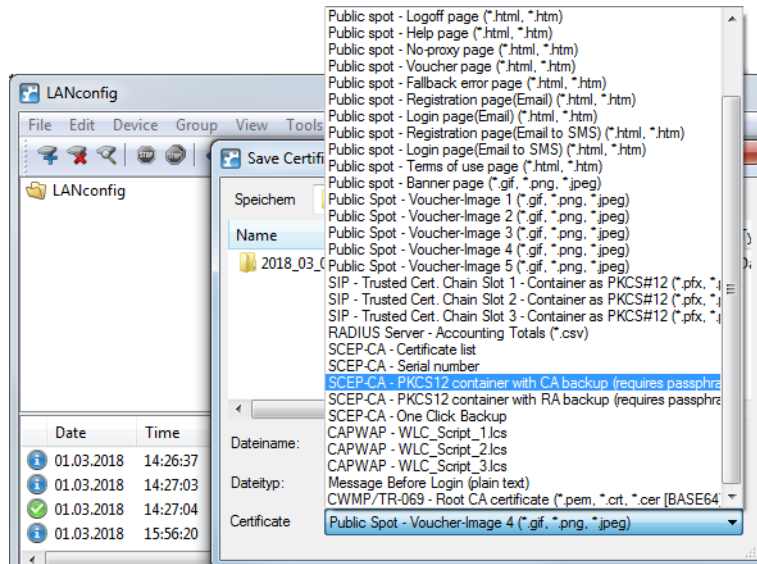 LANconfig
File Edit Device Group View Tools
LANconfig
Date Time
01.03.2018 14:26:37
01.03.2018 14:27:03
01.03.2018 14:27:04
01.03.2018 15:56:20
Save Certifi
Speichern
Name
2018_03_0
Dateiname:
Dateityp:
Certificate
Public spot - Logoff page (*.html, *.htm)
Public spot - Help page (*.html, *.htm)
Public spot - No-proxy page (*.html, *.htm)
Public spot - Voucher page (*.html, *.htm)
Public spot - Fallback error page (*.html, *.htm)
Public spot - Registration page(Email) (*.html, *.htm)
Public spot - Login page(Email) (*.html, *.htm)
Public spot - Registration page(Email to SMS) (*.html, *.htm)
Public spot - Login page(Email to SMS) (*.html, *.htm)
Public spot - Terms of use page (*.html, *.htm)
Public spot - Banner page (*.gif, *.png, *.jpeg)
Public Spot - Voucher-Image 1 (*.gif, *.png, *.jpeg)
Public Spot - Voucher-Image 2 (*.gif, *.png, *.jpeg)
Public Spot - Voucher-Image 3 (*.gif, *.png, *.jpeg)
Public Spot - Voucher-Image 4 (*.gif, *.png, *.jpeg)
Public Spot - Voucher-Image 5 (*.gif, *.png, *.jpeg)
SIP - Trusted Cert. Chain Slot 1 - Container as PKCS#12 (*.pfx, *.p
SIP - Trusted Cert. Chain Slot 2 - Container as PKCS#12 (*.pfx, *.p
SIP - Trusted Cert. Chain Slot 3 - Container as PKCS#12 (*.pfx, *.p
RADIUS Server - Accounting Totals (*.csv)
SCEP-CA - Certificate list
SCEP-CA - Serial number
SCEP-CA - PKCS12 container with CA backup (requires passphra
SCEP-CA - PKCS12 container with RA backup (requires passphra
SCEP-CA - One Click Backup
CAPWAP - WLC_Script_1.lcs
CAPWAP - WLC_Script_2.lcs
CAPWAP - WLC_Script_3.lcs
Message Before Login (plain text)
CWMP/TR-069 - Root CA certificate (*.pem, *.crt, *.cer [BASE64]
Public Spot - Voucher-Image 4 (*.gif, *.png, *.jpeg)